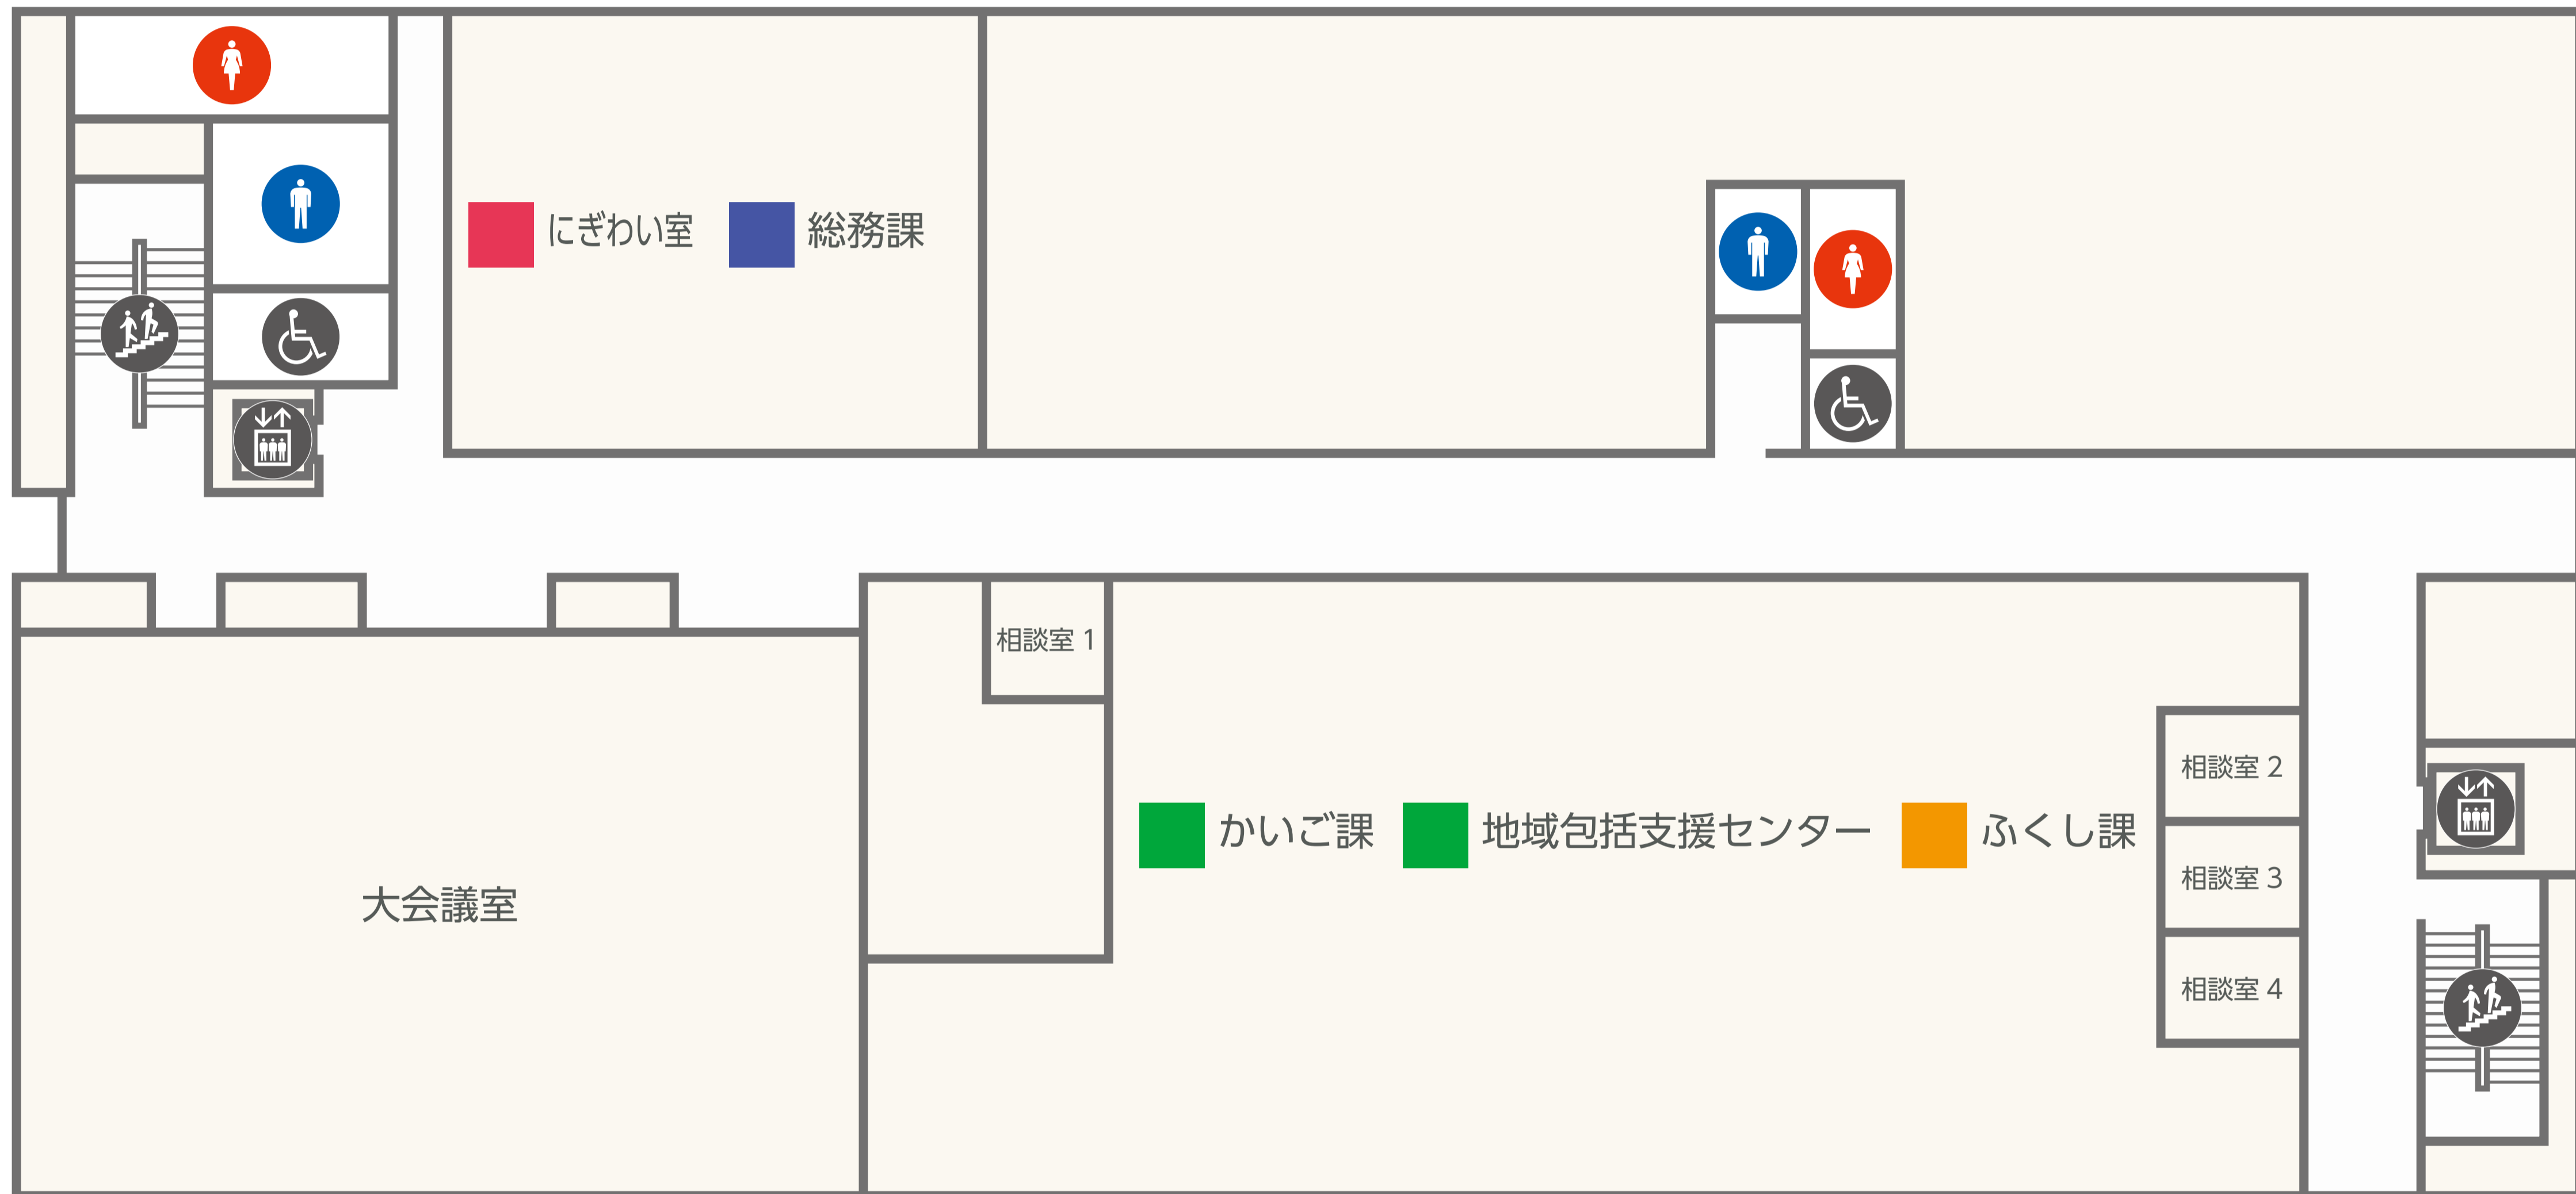 にぎわい室
総務課
相談室 1
相談室 2
かいご課
地域包括支援センター
ふくし課
相談室 3
大会議室
相談室 4